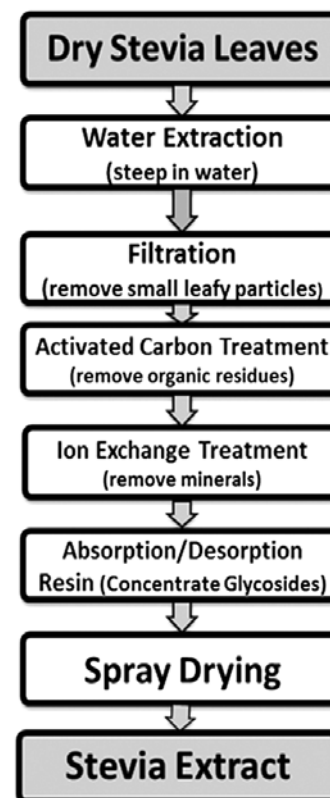 Dry Stevia Leaves
Water Extraction
(steep in water)
Filtration
(remove small leafy particles)
Activated Carbon Treatment
(remove organic residues)
Ion Exchange Treatment
(remove minerals)
Absorption/Desorption
Resin (Concentrate Glycosides)
Spray Drying
Stevia Extract